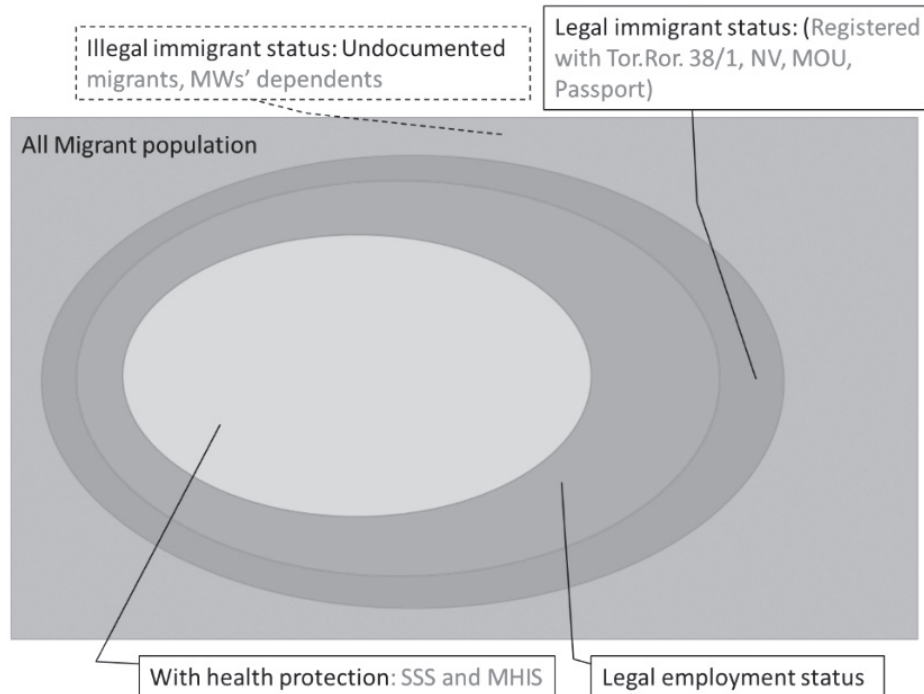 Illegal immigrant status: Undocumented
migrants, MWs' dependents
Legal immigrant status: (Registered
with Tor.Ror. 38/1, NV, MOU,
Passport)
All Migrant population
With health protection: SSS and MHIS
Legal employment status